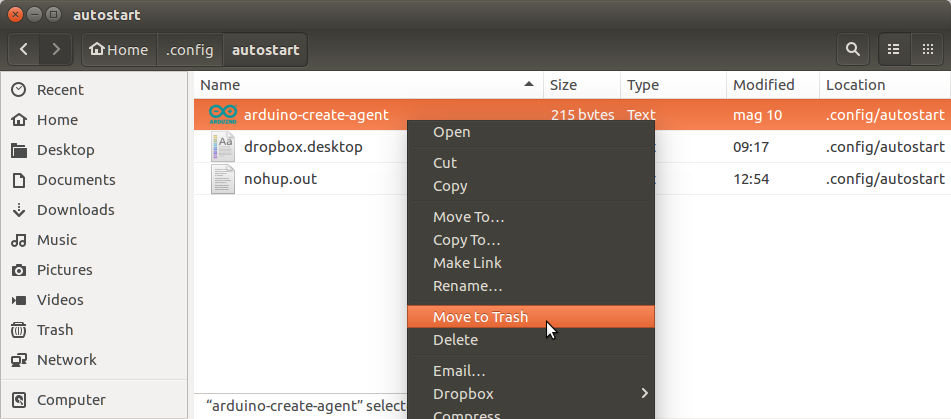 autostart
Home .config autostart
Name Size Type Modified Location
Recent
Home
Desktop
Documents
Downloads
Music
Pictures
Videos
Trash
Network
Computer
ARDUINO arduino-create-agent 215 bytes Text mag 10 .config/autostart
Aa dropbox.desktop 09:17 .config/autostart
nohup.out 12:54 .config/autostart
Open
Cut
Copy
Move To…
Copy To…
Make Link
Rename…
Move to Trash
Delete
Email…
Dropbox
Compress
“arduino-create-agent” select